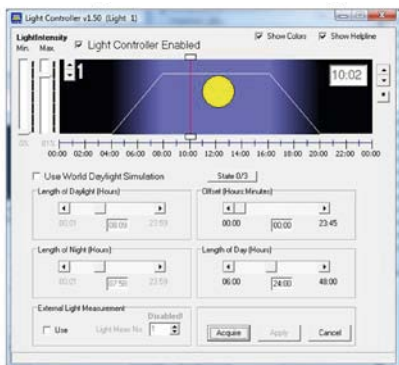 Light Controller v1.50 (Light 1)
LightIntensity
Min. Max.
Light Controller Enabled
Show Colors
Show Helpline
1
10:02
0% 81%
00:00 02:00 04:00 06:00 08:00 10:00 12:00 14:00 16:00 18:00 20:00 22:00 00:00
Use World Daylight Simulation
State 0/3
Length of Daylight (Hours)
00:01 08:09 23:59
Offset (Hours Minutes)
00:00 00:00 23:45
Length of Night (Hours)
00:01 07:58 23:59
Length of Day (Hours)
06:00 24:00 48:00
External Light Measurement
Disabled!
Use
Light Meas No 1
Acquire
Apply
Cancel